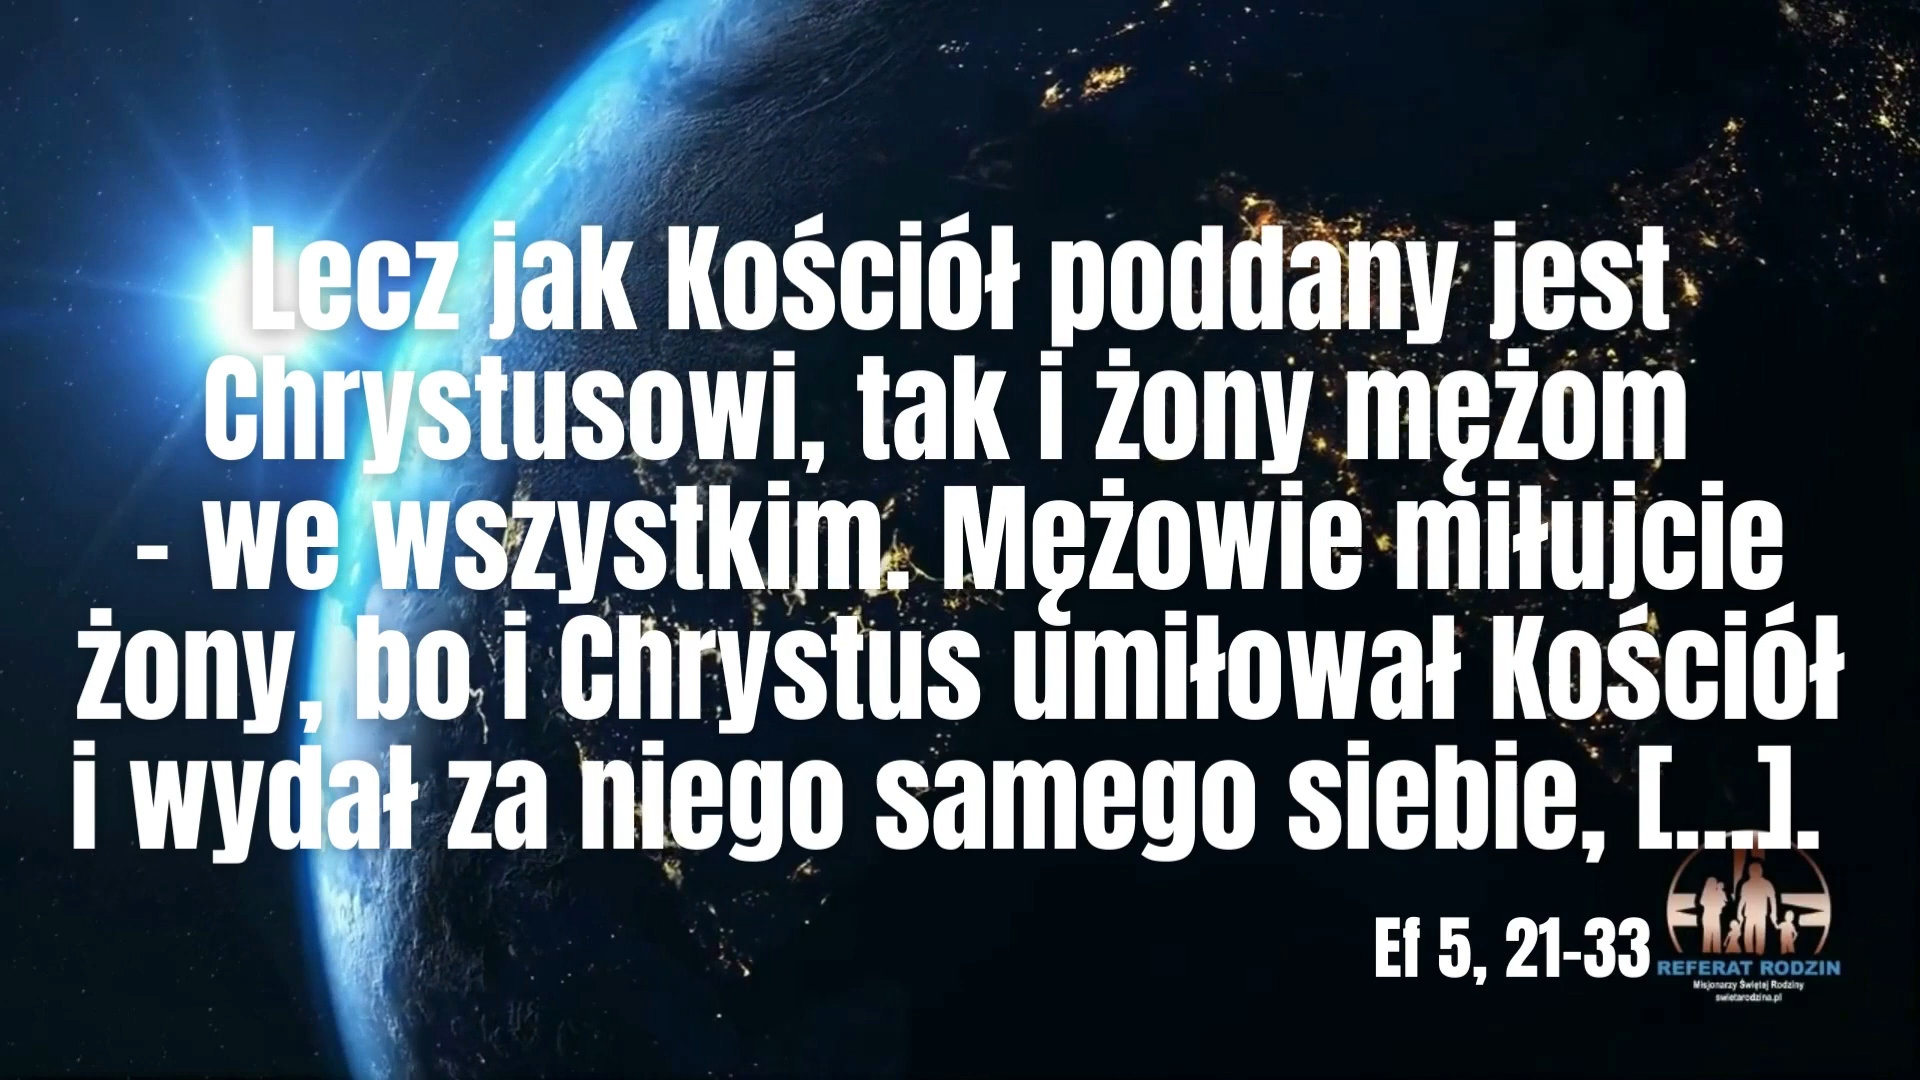 Lecz jak Kościół poddany jest
Chrystusowi, tak i żony mężom
- we wszystkim. Mężowie miłujcie
żony, bo i Chrystus umiłował Kościół
i wydał za niego samego siebie, [...].
Ef 5, 21-33
REFERAT RODZIN
Misjonarzy Świętej Rodziny
swietarodzina.pl